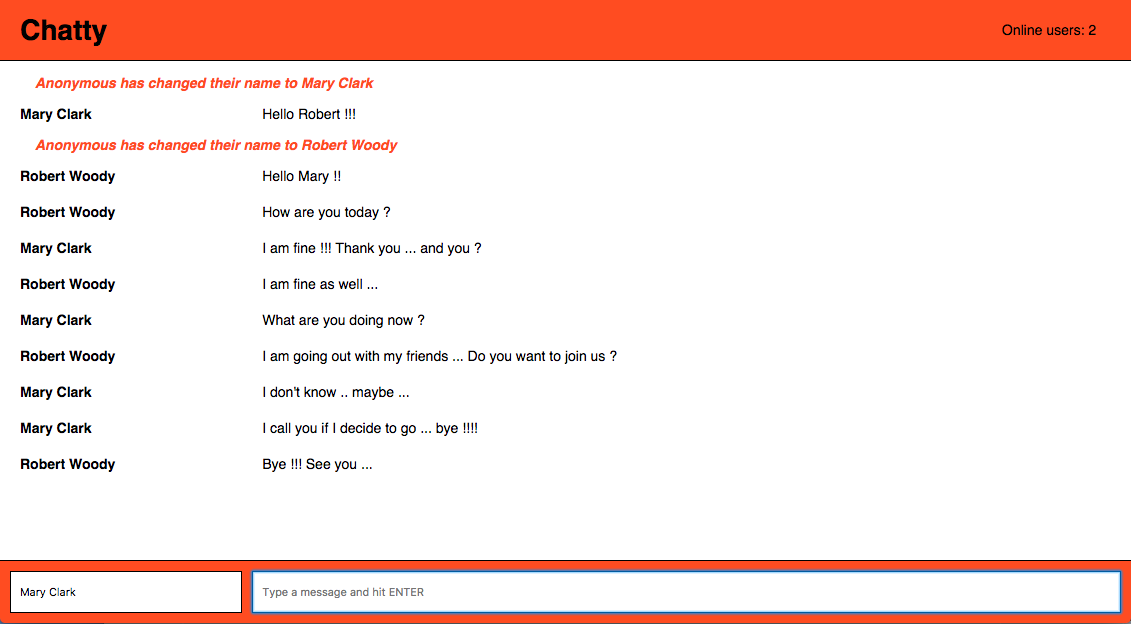 Chatty
Online users: 2
Anonymous has changed their name to Mary Clark
Mary Clark Hello Robert !!!
Anonymous has changed their name to Robert Woody
Robert Woody Hello Mary !!
Robert Woody How are you today ?
Mary Clark I am fine !!! Thank you ... and you ?
Robert Woody I am fine as well ...
Mary Clark What are you doing now ?
Robert Woody I am going out with my friends ... Do you want to join us ?
Mary Clark I don't know .. maybe ...
Mary Clark I call you if I decide to go ... bye !!!!
Robert Woody Bye !!! See you ...
Mary Clark
Type a message and hit ENTER